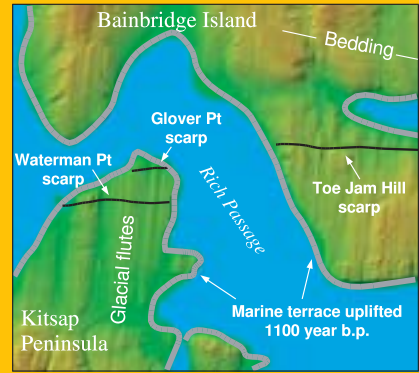 Bainbridge Island
Bedding
Glover Pt
scarp
Waterman Pt
scarp
Rich Passage
Toe Jam Hill
scarp
Glacial flutes
Marine terrace uplifted
1100 year b.p.
Kitsap
Peninsula